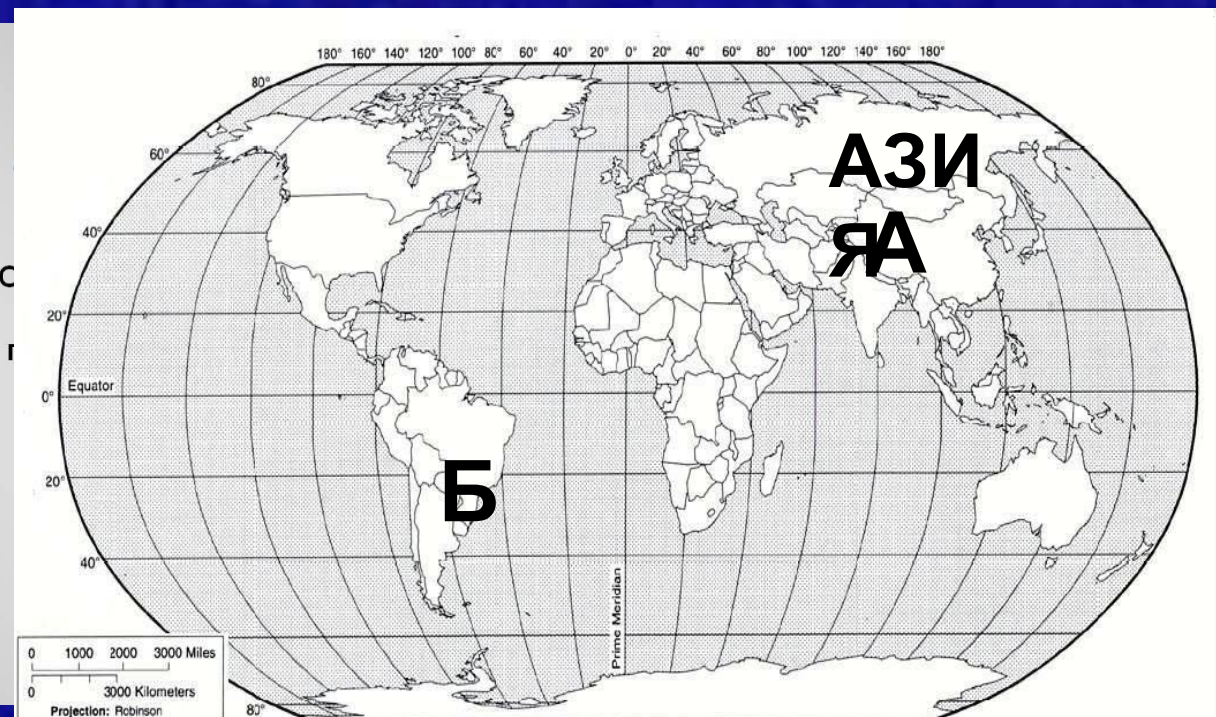 180° 160° 140° 120° 100° 80° 60° 40° 20° 0° 20° 40° 60° 80° 100° 120° 140° 160° 180°
80°
60°
АЗИ
ЯА
40°
20°
Equator
0°
20°
Б
40°
Prime Meridian
0 1000 2000 3000 Miles
0 3000 Kilometers
Projection: Robinson
80°